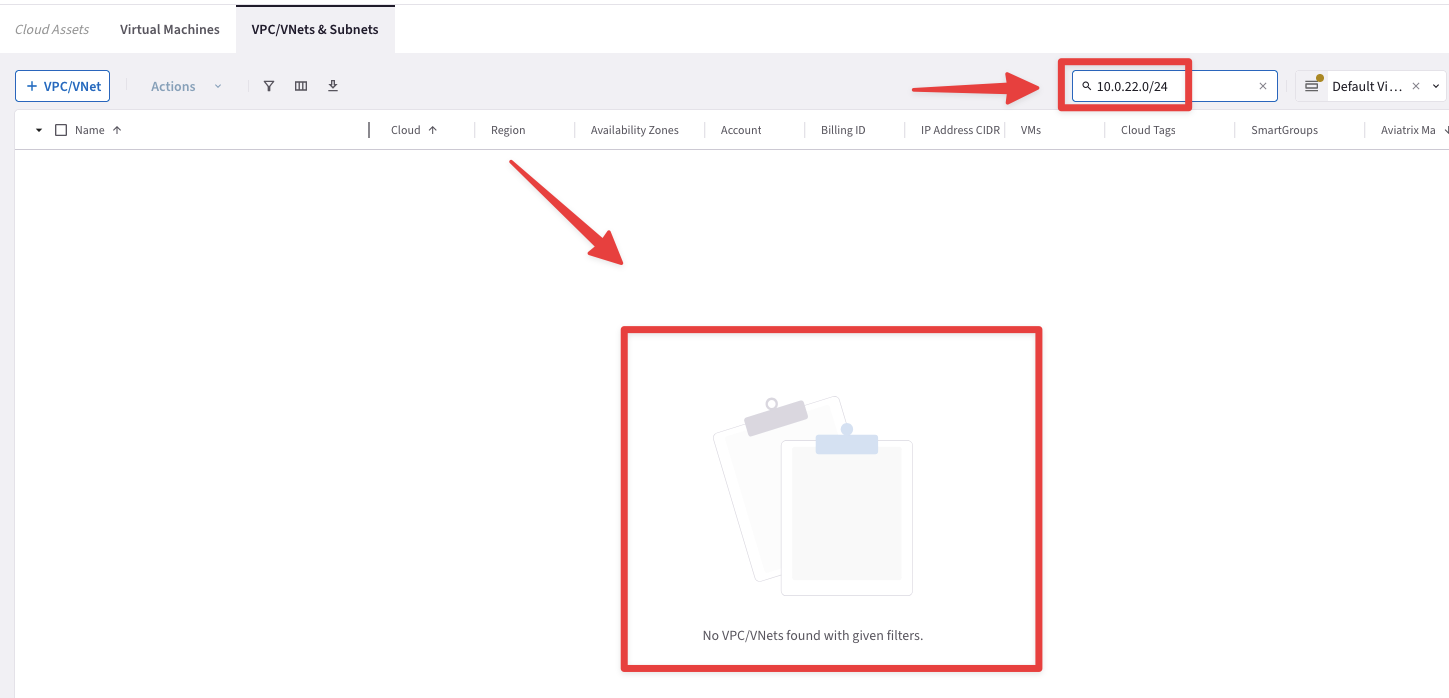 Cloud Assets Virtual Machines VPC/VNets & Subnets
+ VPC/VNet Actions 10.0.22.0/24 Default Vi...
Name Cloud Region Availability Zones Account Billing ID IP Address CIDR VMs Cloud Tags SmartGroups Aviatrix Ma
No VPC/VNets found with given filters.